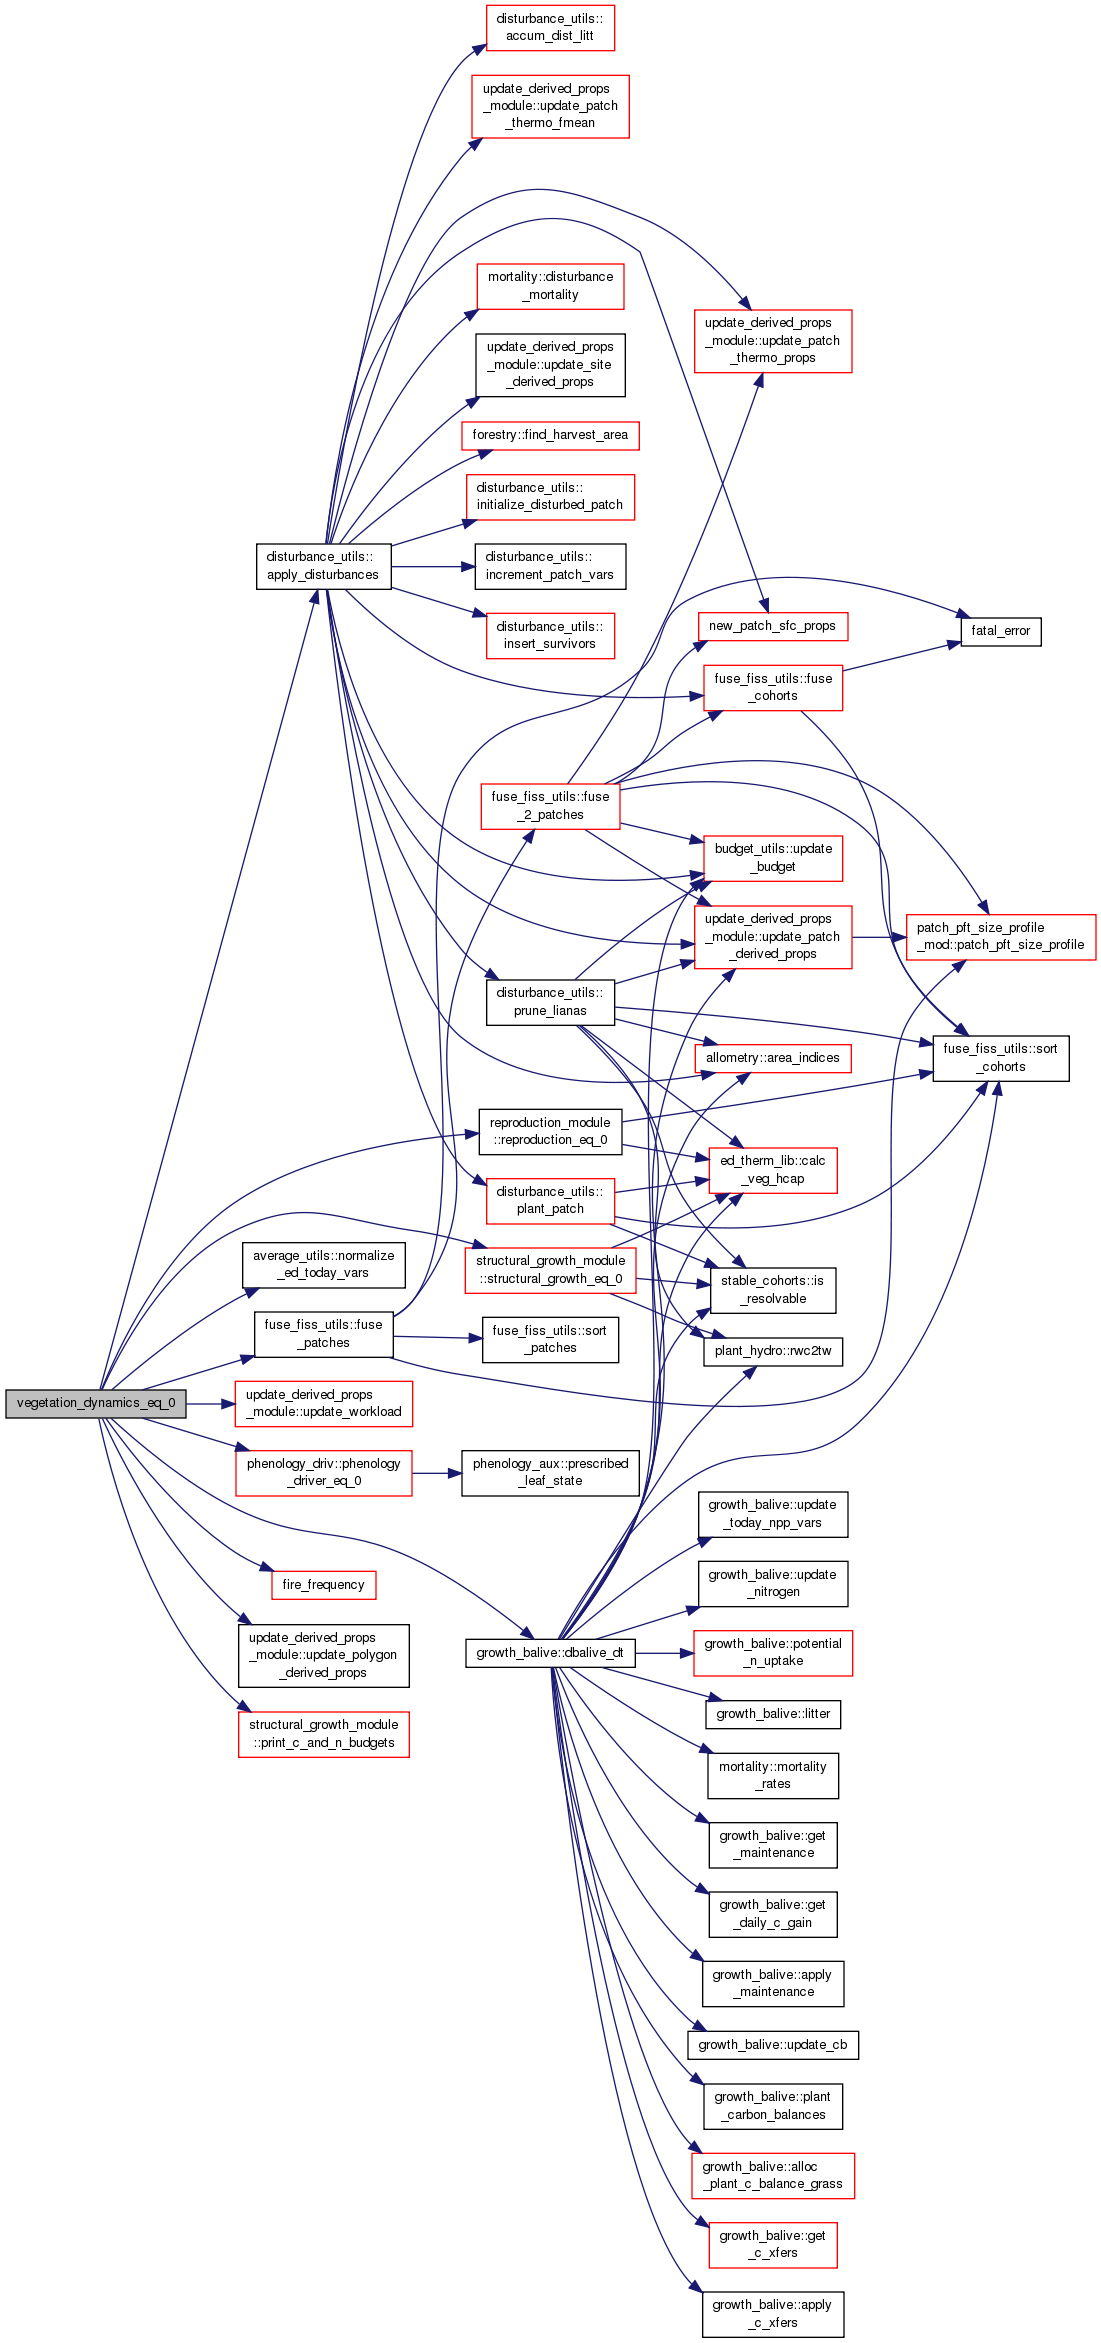 disturbance_utils::
accum_dist_litt
update_derived_props
_module::update_patch
_thermo_fmean
mortality::disturbance
_mortality
update_derived_props
_module::update_patch
_thermo_props
update_derived_props
_module::update_site
_derived_props
forestry::find_harvest_area
disturbance_utils::
initialize_disturbed_patch
disturbance_utils::
apply_disturbances
disturbance_utils::
increment_patch_vars
disturbance_utils::
insert_survivors
new_patch_sfc_props
fatal_error
fuse_fiss_utils::fuse
_cohorts
fuse_fiss_utils::fuse
_2_patches
budget_utils::update
_budget
update_derived_props
_module::update_patch
_derived_props
patch_pft_size_profile
_mod::patch_pft_size_profile
disturbance_utils::
prune_lianas
allometry::area_indices
fuse_fiss_utils::sort
_cohorts
reproduction_module
::reproduction_eq_0
ed_therm_lib::calc
_veg_hcap
disturbance_utils::
plant_patch
average_utils::normalize
_ed_today_vars
structural_growth_module
::structural_growth_eq_0
stable_cohorts::is
_resolvable
fuse_fiss_utils::fuse
_patches
fuse_fiss_utils::sort
_patches
plant_hydro::rwc2tw
vegetation_dynamics_eq_0
update_derived_props
_module::update_workload
phenology_driv::phenology
_driver_eq_0
phenology_aux::prescribed
_leaf_state
growth_balive::update
_today_npp_vars
fire_frequency
growth_balive::update
_nitrogen
update_derived_props
_module::update_polygon
_derived_props
growth_balive::dbalive_dt
growth_balive::potential
_n_uptake
structural_growth_module
::print_c_and_n_budgets
growth_balive::litter
mortality::mortality
_rates
growth_balive::get
_maintenance
growth_balive::get
_daily_c_gain
growth_balive::apply
_maintenance
growth_balive::update_cb
growth_balive::plant
_carbon_balances
growth_balive::alloc
_plant_c_balance_grass
growth_balive::get
_c_xfers
growth_balive::apply
_c_xfers